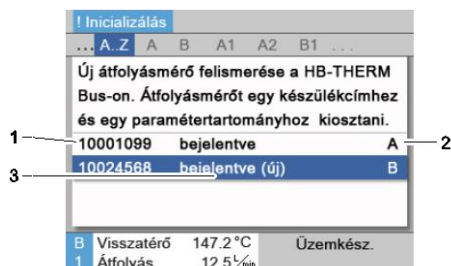 ! Inicializálás
... A..Z A B A1 A2 B1 ...
Új átfolyásmérő felismerése a HB-THERM
Bus-on. Átfolyásmérőt egy készülékcímhez
és egy paramétertartományhoz kiosztani.
1 10001099 bejelentve A 2
10024568 bejelentve (új) B
3
B Visszatérő 147.2 °C Üzemkész.
1 Átfolyás 12.5 L/min